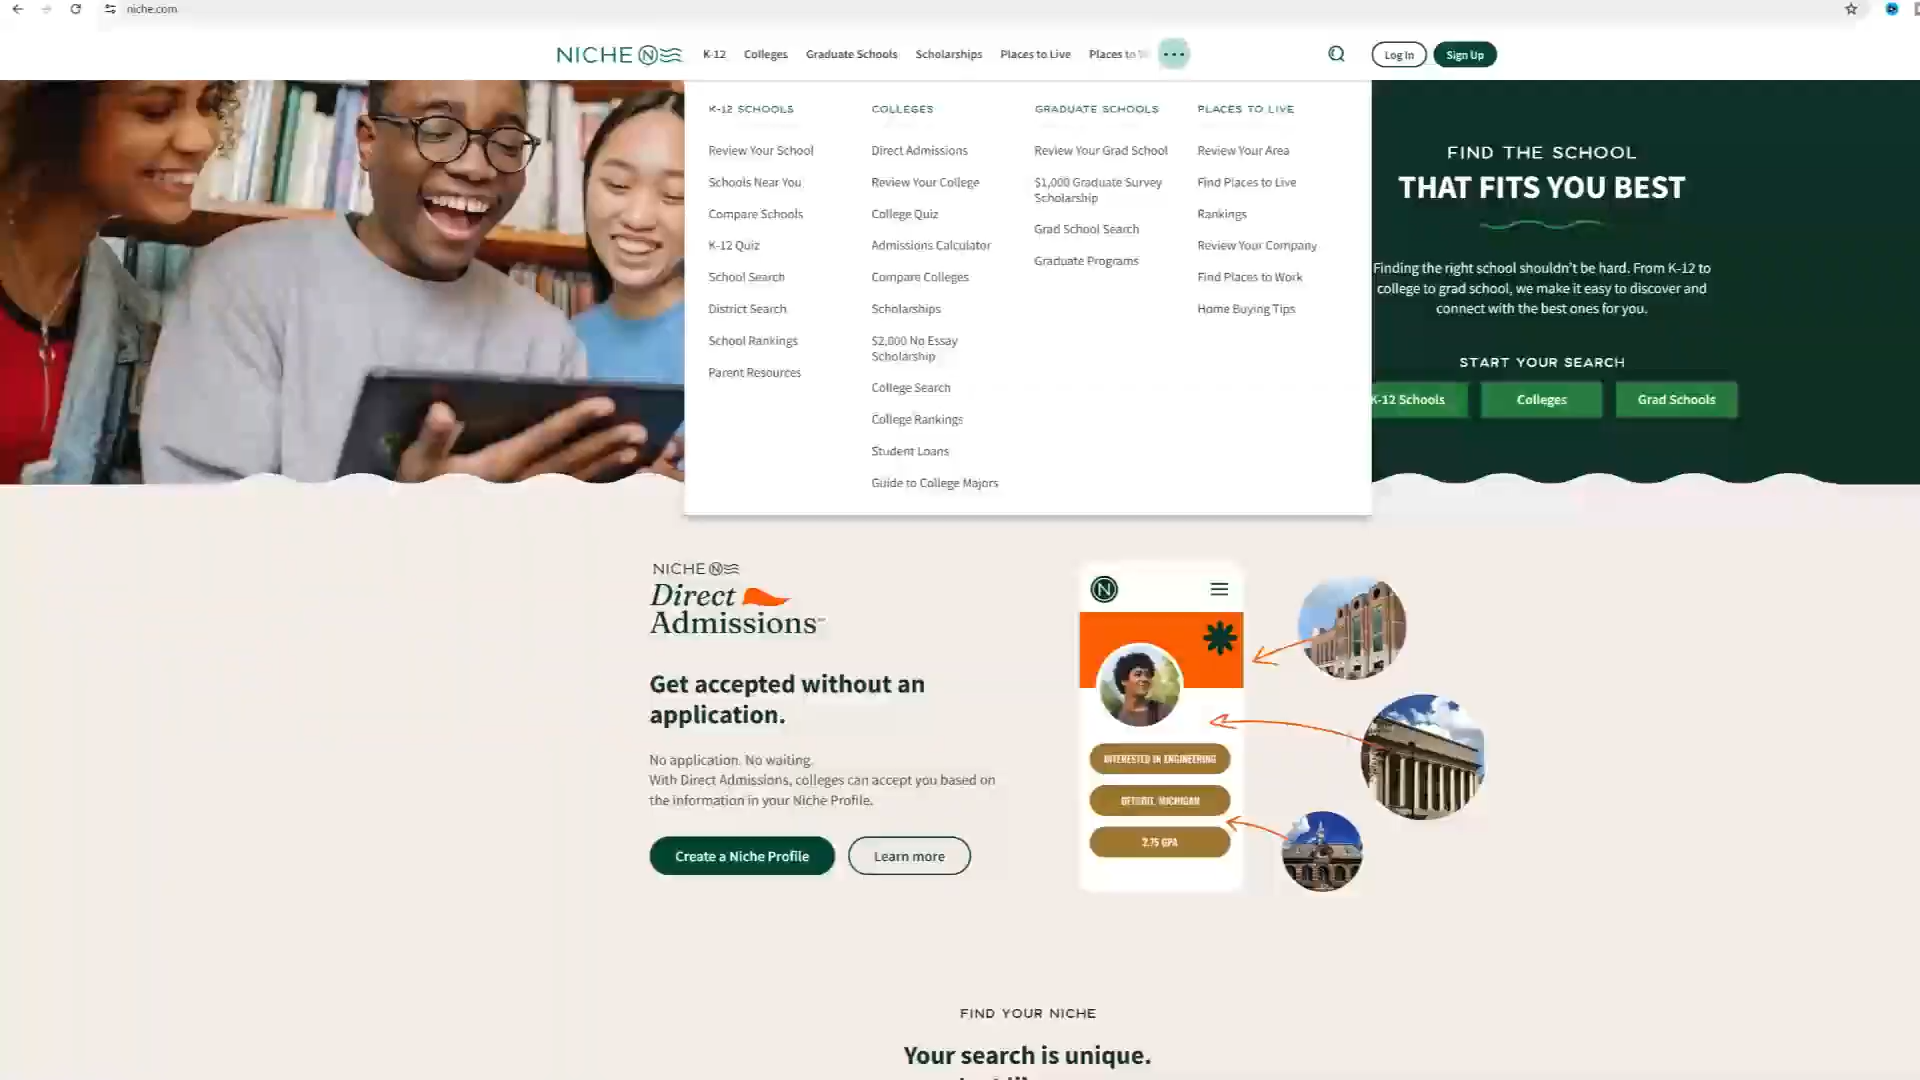 niche.com
NICHE
K-12 Colleges Graduate Schools Scholarships Places to Live Places to
Log In Sign Up
K-12 SCHOOLS
Review Your School
Schools Near You
Compare Schools
K-12 Quiz
School Search
District Search
School Rankings
Parent Resources
COLLEGES
Direct Admissions
Review Your College
College Quiz
Admissions Calculator
Compare Colleges
Scholarships
$2,000 No Essay
Scholarship
College Search
College Rankings
Student Loans
Guide to College Majors
GRADUATE SCHOOLS
Review Your Grad School
$1,000 Graduate Survey
Scholarship
Grad School Search
Graduate Programs
PLACES TO LIVE
Review Your Area
Find Places to Live
Rankings
Review Your Company
Find Places to Work
Home Buying Tips
FIND THE SCHOOL
THAT FITS YOU BEST
Finding the right school shouldn't be hard. From K-12 to
college to grad school, we make it easy to discover and
connect with the best ones for you.
START YOUR SEARCH
K-12 Schools Colleges Grad Schools
NICHE
Direct
Admissions
Get accepted without an
application.
No application. No waiting.
With Direct Admissions, colleges can accept you based on
the information in your Niche Profile.
Create a Niche Profile Learn more
N
INTERESTED IN ENGINEERING
DETROIT, MICHIGAN
2.75 GPA
FIND YOUR NICHE
Your search is unique.